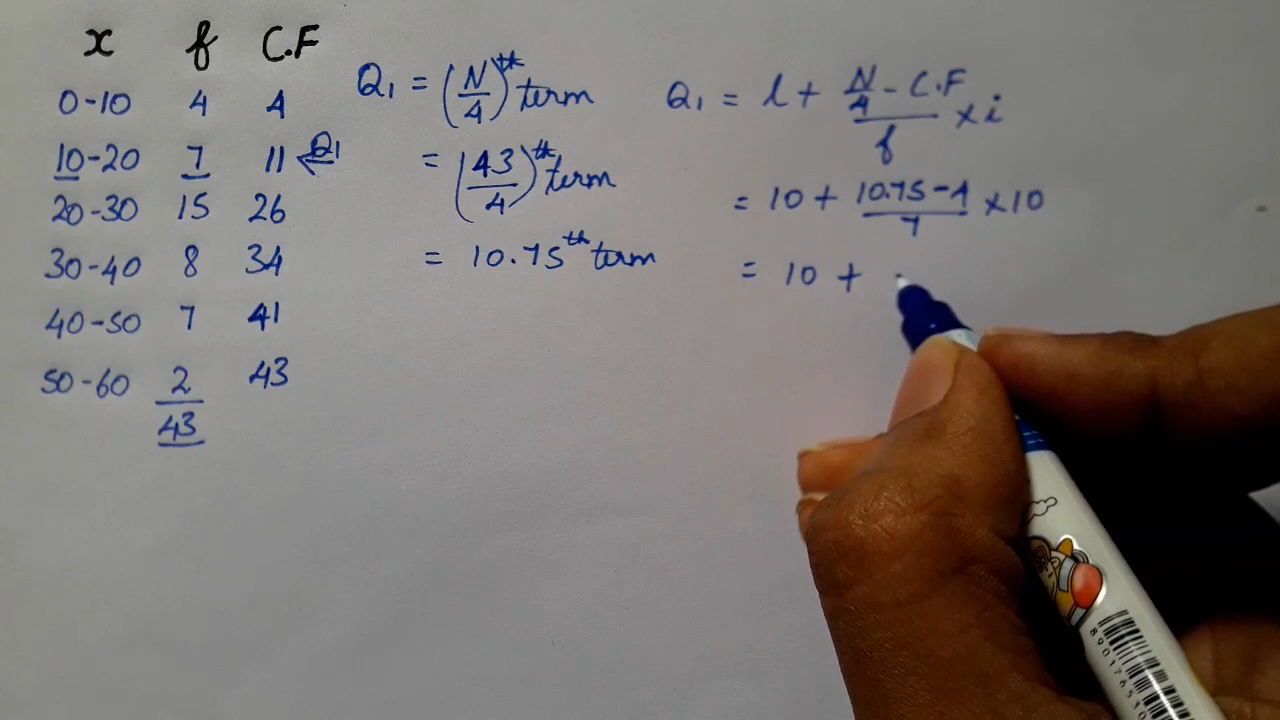 x f C.F
0-10 4 4
10-20 7 11 ← Q1
20-30 15 26
30-40 8 34
40-50 7 41
50-60 2 43
43
Q1 = (N/4)th term
= (43/4)th term
= 10.75th term
Q1 = l + N/4 - C.F / f × i
= 10 + 10.75 - 4 / 7 × 10
= 10 +
890176510